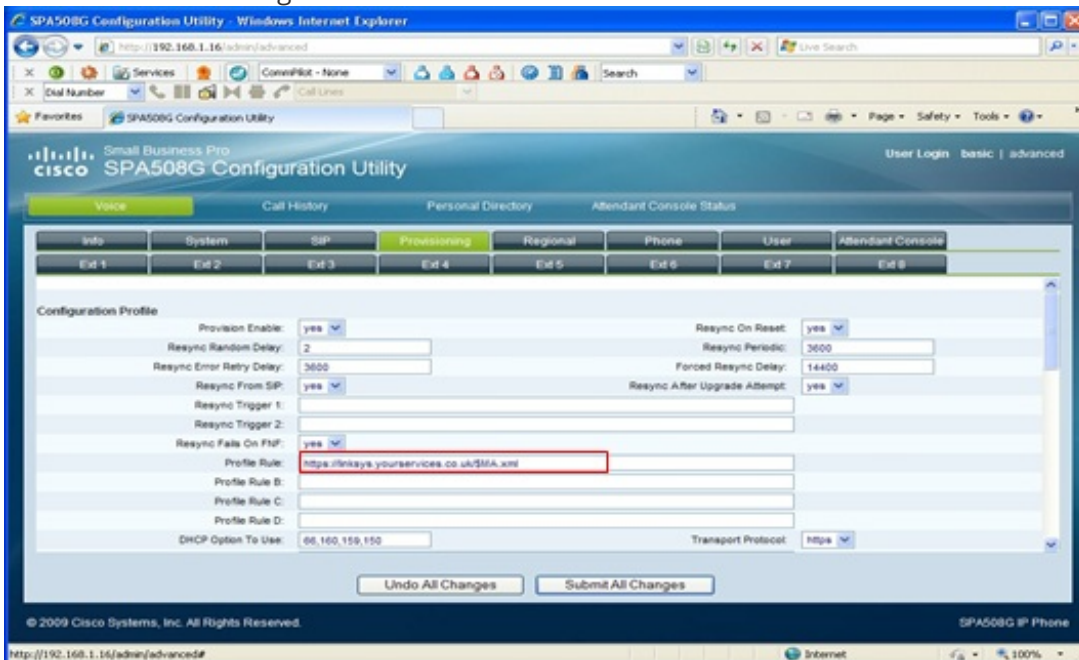 SPA508G Configuration Utility - Windows Internet Explorer
http://192.168.1.16/admin/advanced
Live Search
Services
CommPilot - None
Search
Dial Number
Call Lines
Favorites
SPA508G Configuration Utility
Page
Safety
Tools
Small Business Pro
cisco SPA508G Configuration Utility
User Login basic | advanced
Voice Call History Personal Directory Attendant Console Status
Info System SIP Provisioning Regional Phone User Attendant Console
Ext 1 Ext 2 Ext 3 Ext 4 Ext 5 Ext 6 Ext 7 Ext 8
Configuration Profile
Provision Enable: yes Resync On Reset: yes
Resync Random Delay: 2 Resync Periodic: 3600
Resync Error Retry Delay: 3600 Forced Resync Delay: 14400
Resync From SIP: yes Resync After Upgrade Attempt: yes
Resync Trigger 1:
Resync Trigger 2:
Resync Fails On FNF: yes
Profile Rule: https://linksys.yourservices.co.uk/$MA.xml
Profile Rule B:
Profile Rule C:
Profile Rule D:
DHCP Option To Use: 66,160,159,150 Transport Protocol: https
Undo All Changes Submit All Changes
© 2009 Cisco Systems, Inc. All Rights Reserved. SPA508G IP Phone
http://192.168.1.16/admin/advanced# Internet 100%